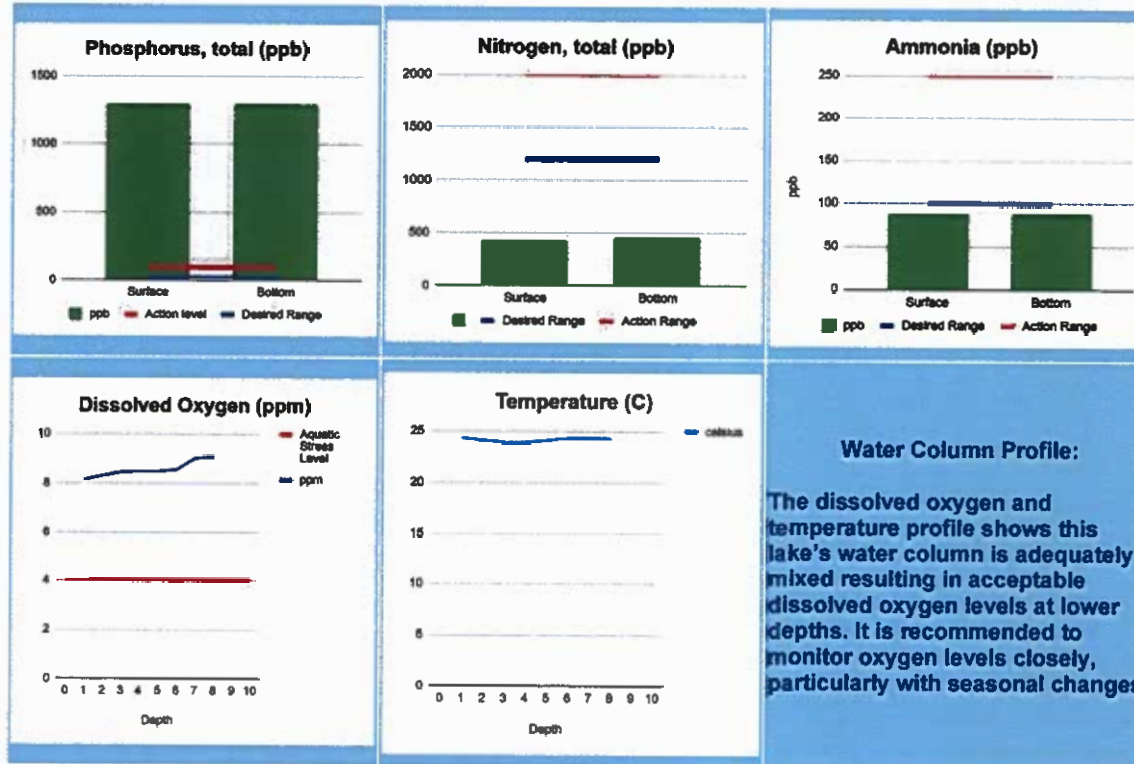 Phosphorus, total (ppb)
1500
1000
500
0
Surface Bottom
ppb Action level Desired Range
Nitrogen, total (ppb)
2000
1500
1000
500
0
Surface Bottom
Desired Range Action Range
Ammonia (ppb)
ppb
250
200
150
100
50
0
Surface Bottom
ppb Desired Range Action Range
Dissolved Oxygen (ppm)
10
8
6
4
2
0
0 1 2 3 4 5 6 7 8 9 10
Depth
Aquatic
Stress
Level
ppm
Temperature (C)
25
20
15
10
5
0
0 1 2 3 4 5 6 7 8 9 10
Depth
celsius
Water Column Profile:
The dissolved oxygen and
temperature profile shows this
lake's water column is adequately
mixed resulting in acceptable
dissolved oxygen levels at lower
depths. It is recommended to
monitor oxygen levels closely,
particularly with seasonal changes